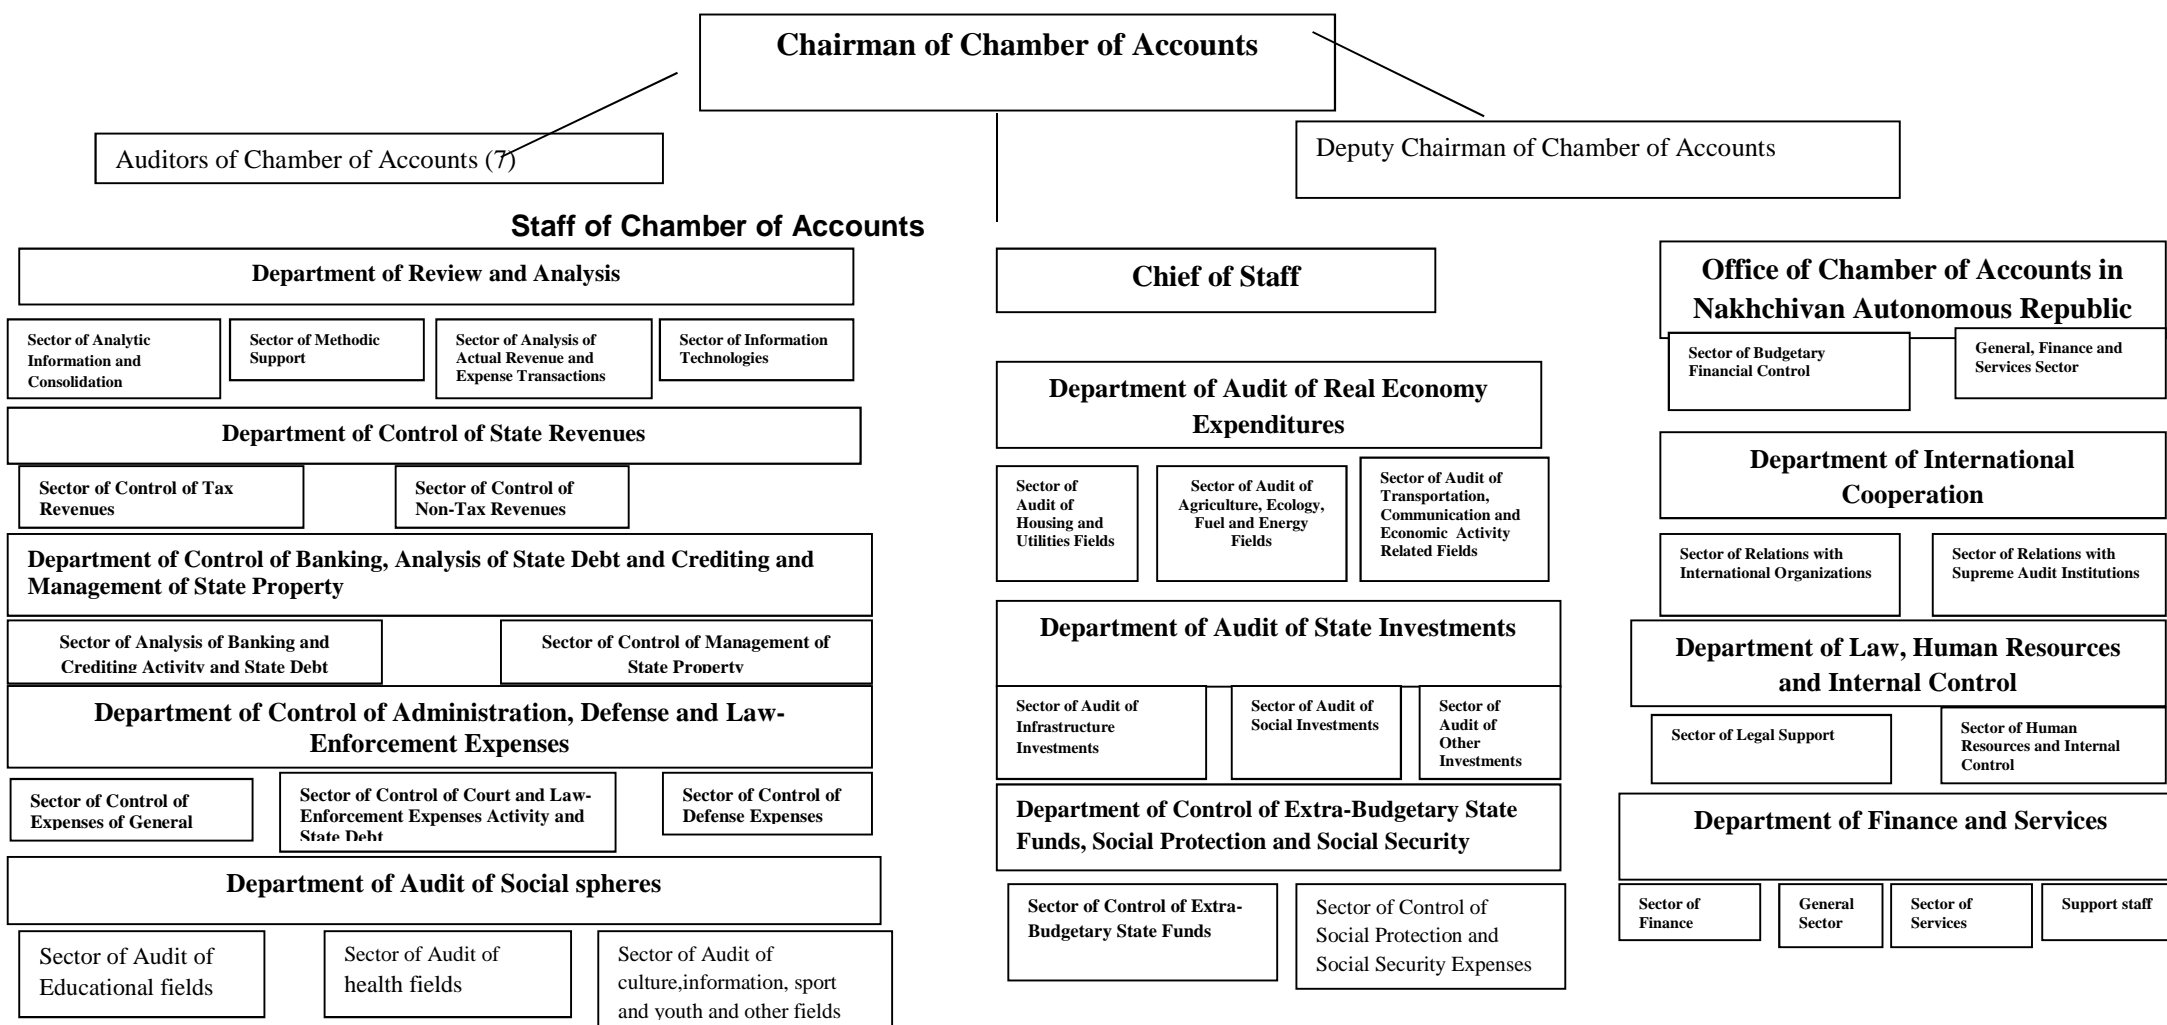 Chairman of Chamber of Accounts
Auditors of Chamber of Accounts (7)
Deputy Chairman of Chamber of Accounts
Staff of Chamber of Accounts
Department of Review and Analysis
Sector of Analytic
Information and
Consolidation
Sector of Methodic
Support
Sector of Analysis of
Actual Revenue and
Expense Transactions
Sector of Information
Technologies
Department of Control of State Revenues
Sector of Control of Tax
Revenues
Sector of Control of
Non-Tax Revenues
Department of Control of Banking, Analysis of State Debt and Crediting and
Management of State Property
Sector of Analysis of Banking and
Crediting Activity and State Debt
Sector of Control of Management of
State Property
Department of Control of Administration, Defense and Law-
Enforcement Expenses
Sector of Control of
Expenses of General
Sector of Control of Court and Law-
Enforcement Expenses Activity and
State Debt
Sector of Control of
Defense Expenses
Department of Audit of Social spheres
Sector of Audit of
Educational fields
Sector of Audit of
health fields
Sector of Audit of
culture,information, sport
and youth and other fields
Chief of Staff
Department of Audit of Real Economy
Expenditures
Sector of
Audit of
Housing and
Utilities Fields
Sector of Audit of
Agriculture, Ecology,
Fuel and Energy
Fields
Sector of Audit of
Transportation,
Communication and
Economic Activity
Related Fields
Department of Audit of State Investments
Sector of Audit of
Infrastructure
Investments
Sector of Audit of
Social Investments
Sector of
Audit of
Other
Investments
Department of Control of Extra-Budgetary State
Funds, Social Protection and Social Security
Sector of Control of Extra-
Budgetary State Funds
Sector of Control of
Social Protection and
Social Security Expenses
Office of Chamber of Accounts in
Nakhchivan Autonomous Republic
Sector of Budgetary
Financial Control
General, Finance and
Services Sector
Department of International
Cooperation
Sector of Relations with
International Organizations
Sector of Relations with
Supreme Audit Institutions
Department of Law, Human Resources
and Internal Control
Sector of Legal Support
Sector of Human
Resources and Internal
Control
Department of Finance and Services
Sector of
Finance
General
Sector
Sector of
Services
Support staff